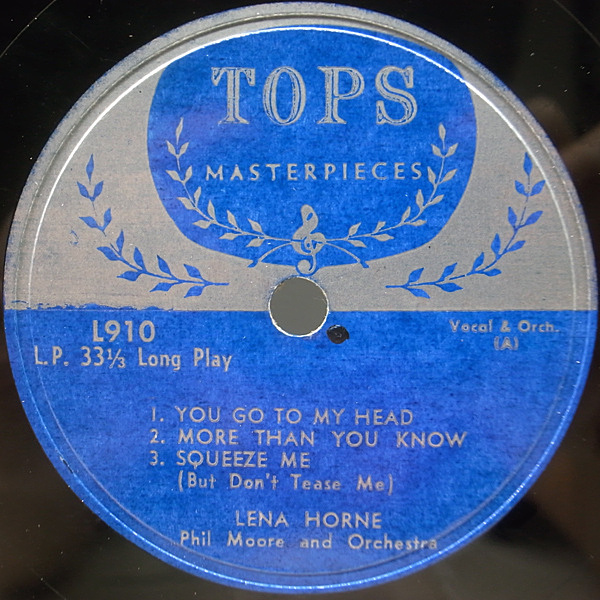 TOPS
MASTERPIECES
L910
L.P. 33⅓ Long Play
Vocal & Orch.
(A)
1. YOU GO TO MY HEAD
2. MORE THAN YOU KNOW
3. SQUEEZE ME
(But Don't Tease Me)
LENA HORNE
Phil Moore and Orchestra